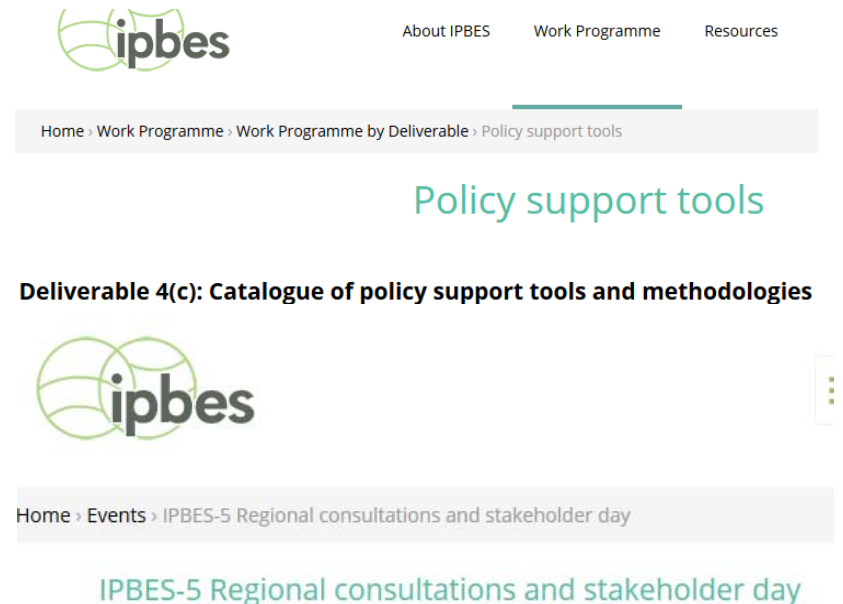 ipbes
About IPBES Work Programme Resources
Home › Work Programme › Work Programme by Deliverable › Policy support tools
Policy support tools
Deliverable 4(c): Catalogue of policy support tools and methodologies
ipbes
Home › Events › IPBES-5 Regional consultations and stakeholder day
IPBES-5 Regional consultations and stakeholder day